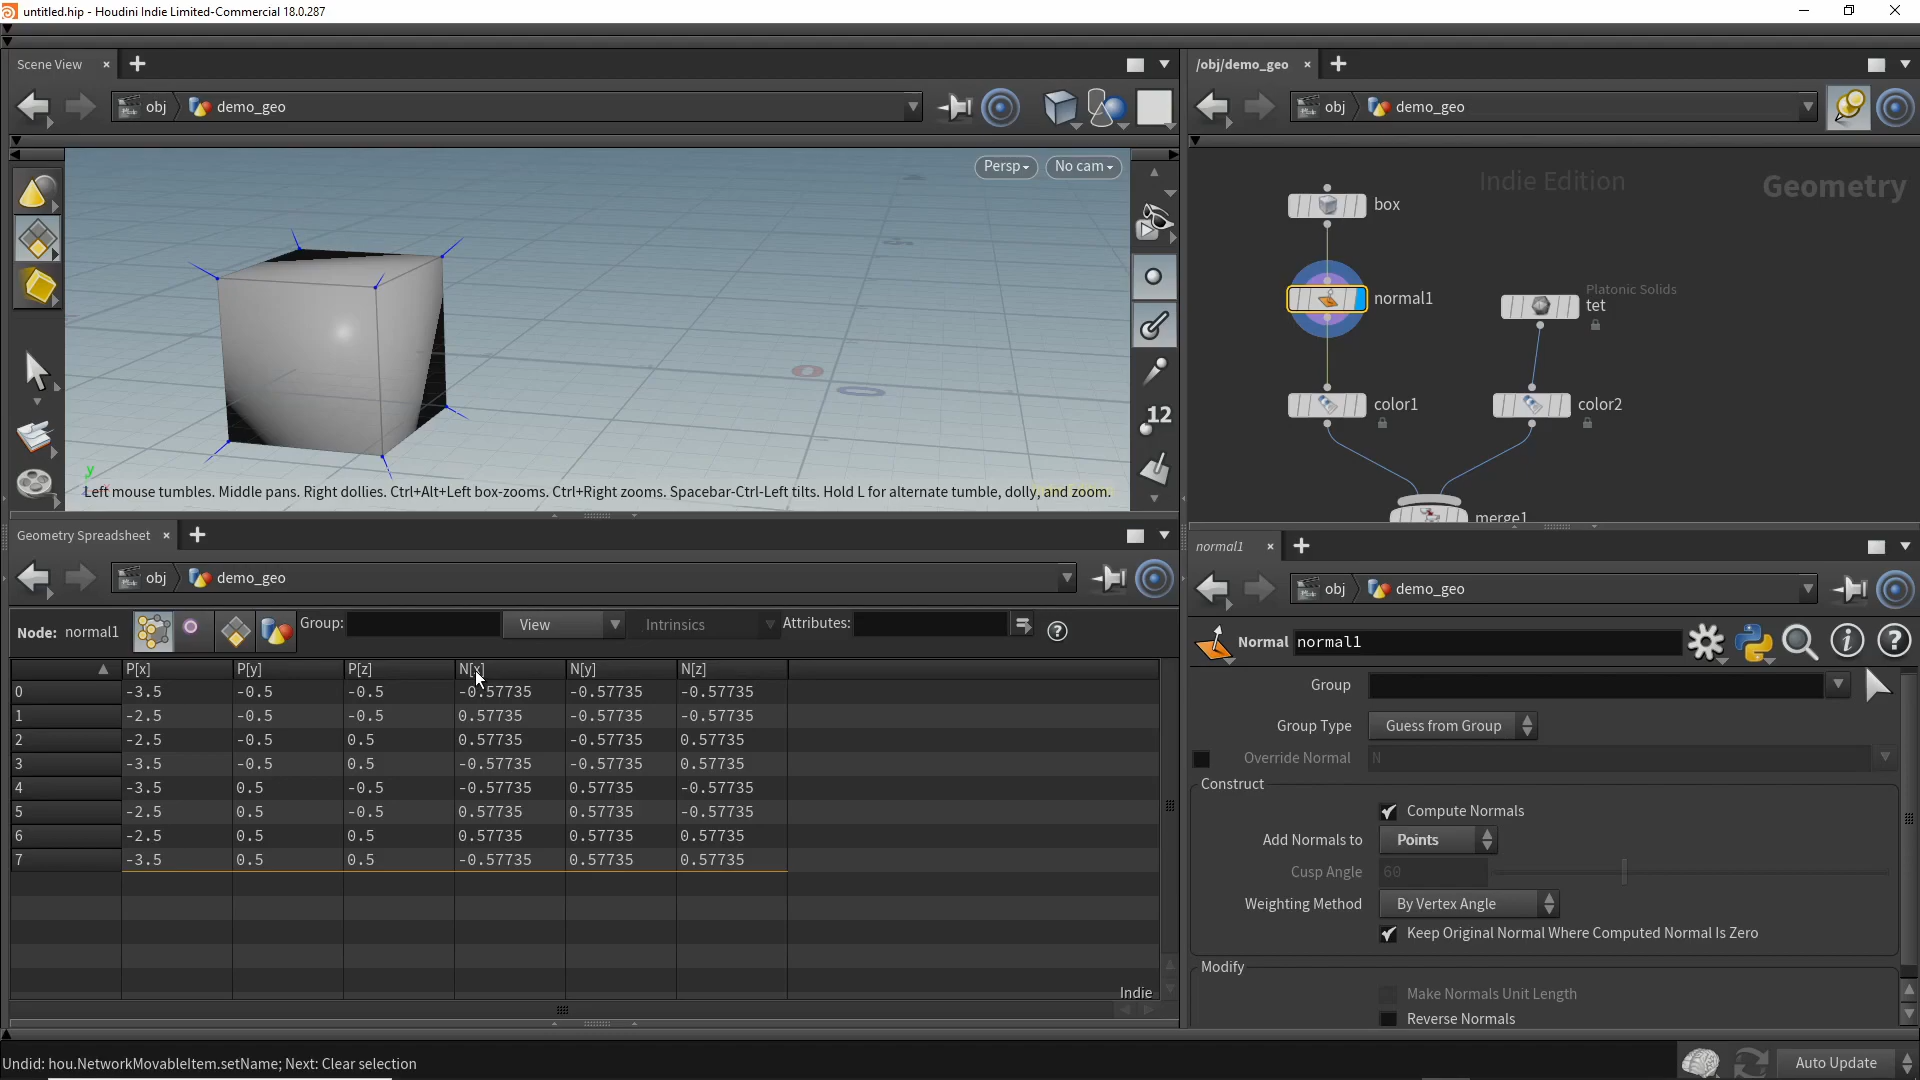 untitled.hip - Houdini Indie Limited-Commercial 18.0.287
Scene View
obj demo_geo
Persp
No cam
12
y
Left mouse tumbles. Middle pans. Right dollies. Ctrl+Alt+Left box-zooms. Ctrl+Right zooms. Spacebar-Ctrl-Left tilts. Hold L for alternate tumble, dolly, and zoom.
/obj/demo_geo
obj demo_geo
Indie Edition
Geometry
box
normal1
Platonic Solids
tet
color1
color2
merge1
Geometry Spreadsheet
obj demo_geo
Node: normal1 Group: View Intrinsics Attributes:
P[x] P[y] P[z] N[x] N[y] N[z]
0 -3.5 -0.5 -0.5 -0.57735 -0.57735 -0.57735
1 -2.5 -0.5 -0.5 0.57735 -0.57735 -0.57735
2 -2.5 -0.5 0.5 0.57735 -0.57735 0.57735
3 -3.5 -0.5 0.5 -0.57735 -0.57735 0.57735
4 -3.5 0.5 -0.5 -0.57735 0.57735 -0.57735
5 -2.5 0.5 -0.5 0.57735 0.57735 -0.57735
6 -2.5 0.5 0.5 0.57735 0.57735 0.57735
7 -3.5 0.5 0.5 -0.57735 0.57735 0.57735
Indie
normal1
obj demo_geo
Normal normal1
Group
Group Type Guess from Group
Override Normal N
Construct
Compute Normals
Add Normals to Points
Cusp Angle 60
Weighting Method By Vertex Angle
Keep Original Normal Where Computed Normal Is Zero
Modify
Make Normals Unit Length
Reverse Normals
Undid: hou.NetworkMovableItem.setName; Next: Clear selection
Auto Update